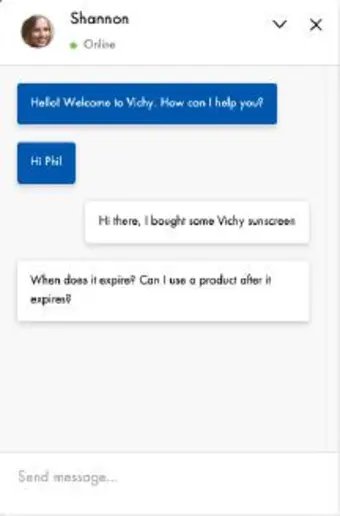 Shannon
Online
Hello! Welcome to Vichy. How can I help you?
Hi Phil
Hi there, I bought some Vichy sunscreen
When does it expire? Can I use a product after it
expires?
Send message...